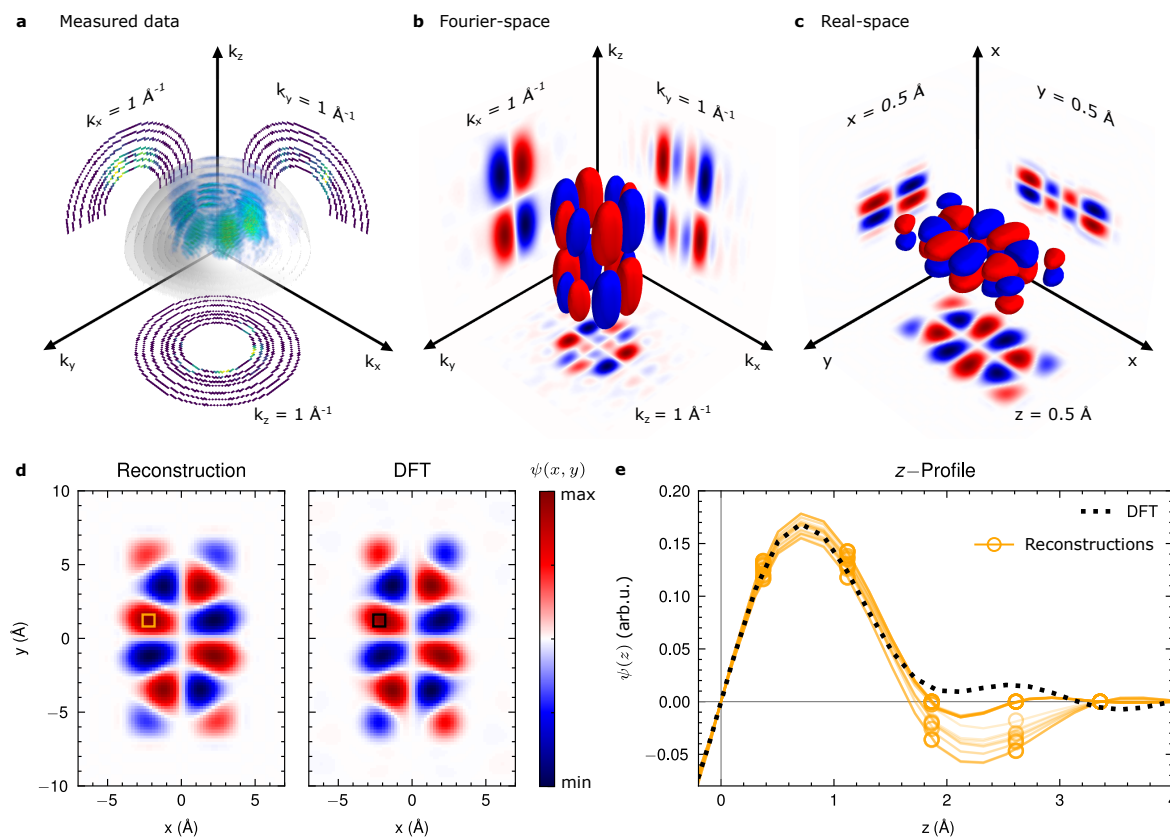 a Measured data
k_z
k_x = 1 Å⁻¹
k_y = 1 Å⁻¹
k_y
k_x
k_z = 1 Å⁻¹
b Fourier-space
k_z
k_x = 1 Å⁻¹
k_y = 1 Å⁻¹
k_y
k_x
k_z = 1 Å⁻¹
c Real-space
x
x = 0.5 Å
y = 0.5 Å
y
x
z = 0.5 Å
d
Reconstruction
DFT
ψ(x, y)
max
min
10
5
0
−5
−10
y (Å)
−5
0
5
x (Å)
−5
0
5
x (Å)
e
z−Profile
DFT
Reconstructions
0.20
0.15
0.10
0.05
0.00
−0.05
ψ(z) (arb.u.)
0
1
2
3
4
z (Å)